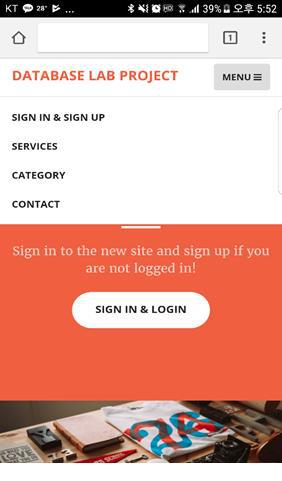 KT 28° ... HD 39% 오후 5:52
1
DATABASE LAB PROJECT
MENU
SIGN IN & SIGN UP
SERVICES
CATEGORY
CONTACT
Sign in to the new site and sign up if you
are not logged in!
SIGN IN & LOGIN